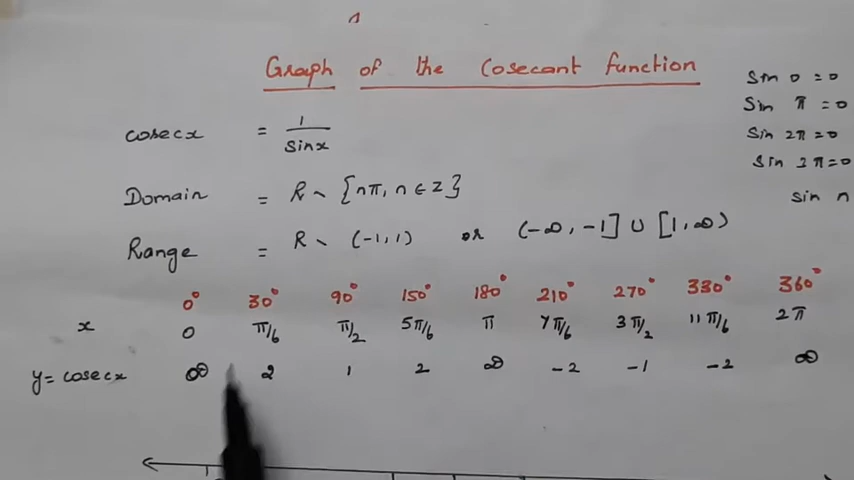 Graph of the Cosecant function
cosecx = 1/sinx
Domain = R \ {nπ, n ∈ Z}
Range = R \ (-1,1) or (-∞, -1] ∪ [1, ∞)
sin 0 = 0
sin π = 0
sin 2π = 0
sin 3π = 0
sin n
0° 30° 90° 150° 180° 210° 270° 330° 360°
x 0 π/6 π/2 5π/6 π 7π/6 3π/2 11π/6 2π
y = cosecx ∞ 2 1 2 ∞ -2 -1 -2 ∞